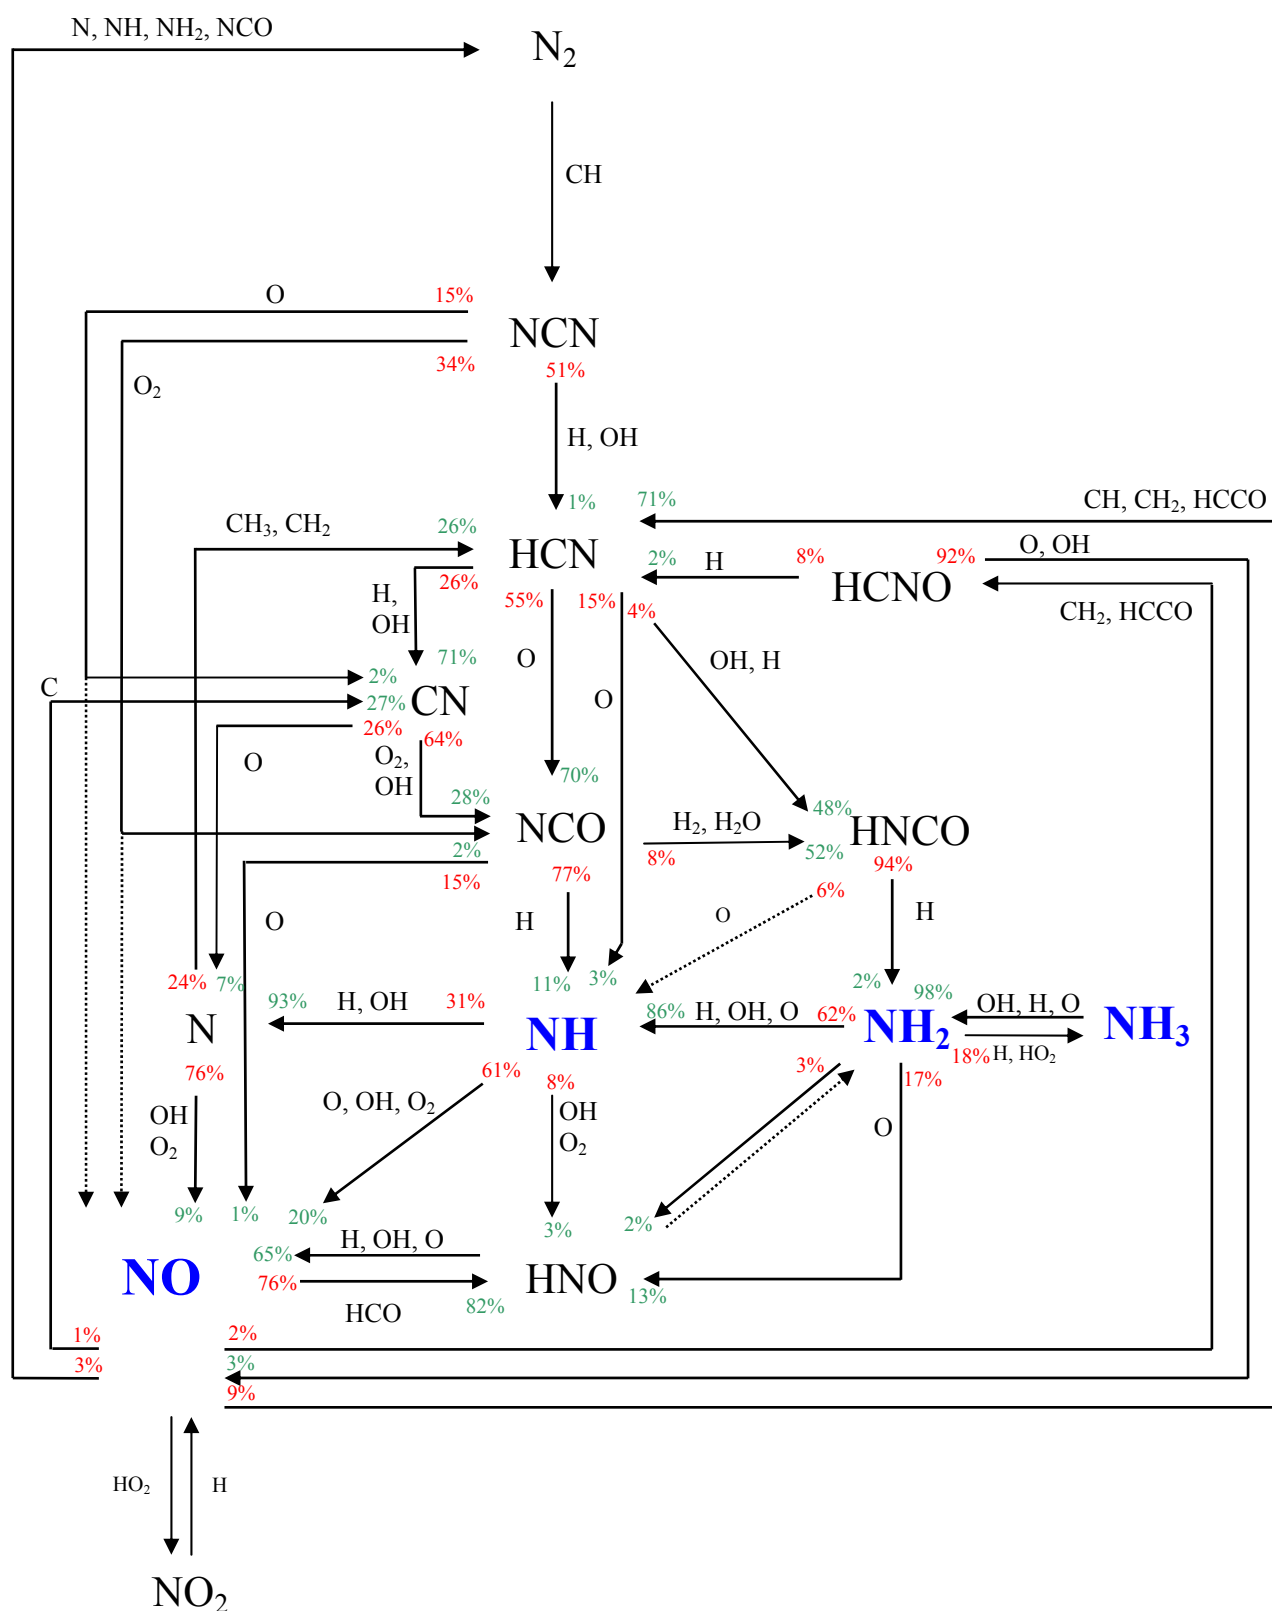 N, NH, NH₂, NCO
N₂
CH
O
15%
NCN
34%
51%
O₂
H, OH
1%
71%
CH, CH₂, HCCO
CH₃, CH₂
26%
HCN
2%
H
8%
92%
O, OH
HCNO
26%
55%
15%
4%
CH₂, HCCO
H,
OH
O
OH, H
71%
2%
C
27%
CN
O
26%
64%
O
O₂,
OH
70%
28%
NCO
2%
H₂, H₂O
48%
HNCO
8%
52%
94%
15%
77%
6%
O
H
O
H
24%
7%
11%
3%
2%
98%
93%
H, OH
31%
86%
H, OH, O
62%
OH, H, O
N
NH
NH₂
NH₃
18%
H, HO₂
76%
61%
8%
3%
17%
OH
O₂
O, OH, O₂
OH
O₂
O
9%
1%
20%
3%
2%
65%
H, OH, O
NO
76%
HNO
13%
HCO
82%
1%
2%
3%
3%
9%
HO₂
H
NO₂